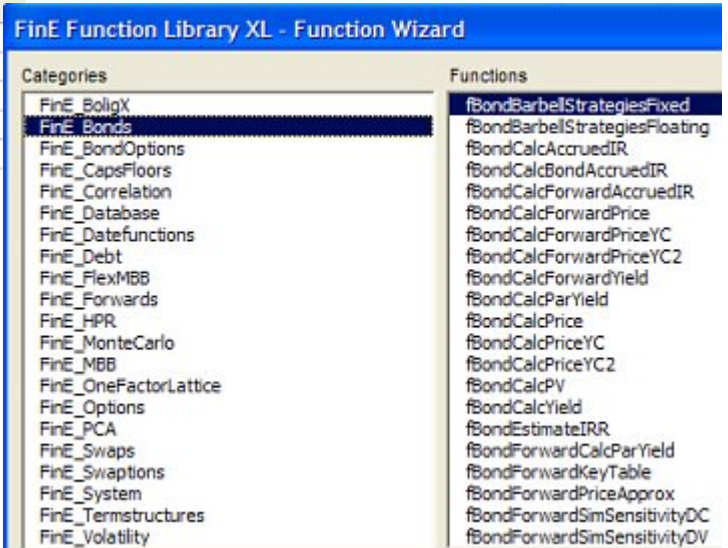 FinE Function Library XL - Function Wizard
Categories
FinE_BoligX
FinE_Bonds
FinE_BondOptions
FinE_CapsFloors
FinE_Correlation
FinE_Database
FinE_Datefunctions
FinE_Debt
FinE_FlexMBB
FinE_Forwards
FinE_HPR
FinE_MonteCarlo
FinE_MBB
FinE_OneFactorLattice
FinE_Options
FinE_PCA
FinE_Swaps
FinE_Swaptions
FinE_System
FinE_Termstructures
FinE_Volatility
Functions
fBondBarbellStrategiesFixed
fBondBarbellStrategiesFloating
fBondCalcAccruedIR
fBondCalcBondAccruedIR
fBondCalcForwardAccruedIR
fBondCalcForwardPrice
fBondCalcForwardPriceYC
fBondCalcForwardPriceYC2
fBondCalcForwardYield
fBondCalcParYield
fBondCalcPrice
fBondCalcPriceYC
fBondCalcPriceYC2
fBondCalcPV
fBondCalcYield
fBondEstimateIRR
fBondForwardCalcParYield
fBondForwardKeyTable
fBondForwardPriceApprox
fBondForwardSimSensitivityDC
fBondForwardSimSensitivityDV